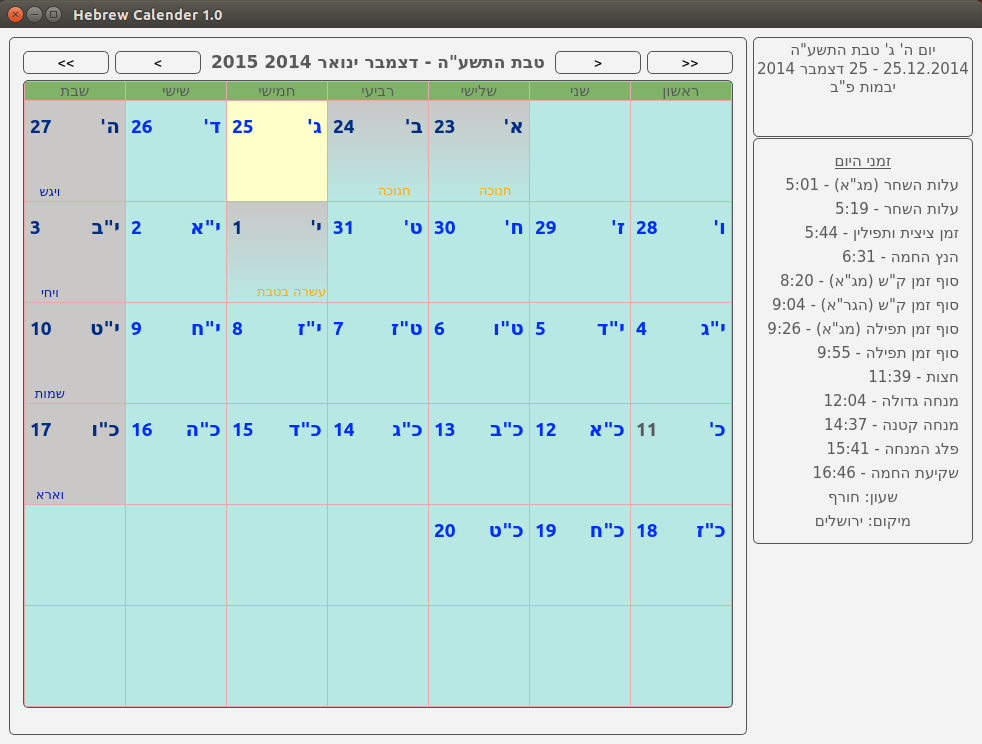 Hebrew Calender 1.0
<< < טבת התשע"ה - דצמבר ינואר 2014 2015 > >>
ראשון שני שלישי רביעי חמישי שישי שבת
א' 23 ב' 24 ג' 25 ד' 26 ה' 27
חנוכה חנוכה ויגש
ו' 28 ז' 29 ח' 30 ט' 31 י' 1 י"א 2 י"ב 3
עשרה בטבת ויחי
י"ג 4 י"ד 5 ט"ו 6 ט"ז 7 י"ז 8 י"ח 9 י"ט 10
שמות
כ' 11 כ"א 12 כ"ב 13 כ"ג 14 כ"ד 15 כ"ה 16 כ"ו 17
וארא
כ"ז 18 כ"ח 19 כ"ט 20
יום ה' ג' טבת התשע"ה
25.12.2014 - 25 דצמבר 2014
יבמות פ"ב
זמני היום
עלות השחר (מג"א) - 5:01
עלות השחר - 5:19
זמן ציצית ותפילין - 5:44
הנץ החמה - 6:31
סוף זמן ק"ש (מג"א) - 8:20
סוף זמן ק"ש (הגר"א) - 9:04
סוף זמן תפילה (מג"א) - 9:26
סוף זמן תפילה - 9:55
חצות - 11:39
מנחה גדולה - 12:04
מנחה קטנה - 14:37
פלג המנחה - 15:41
שקיעת החמה - 16:46
שעון: חורף
מיקום: ירושלים